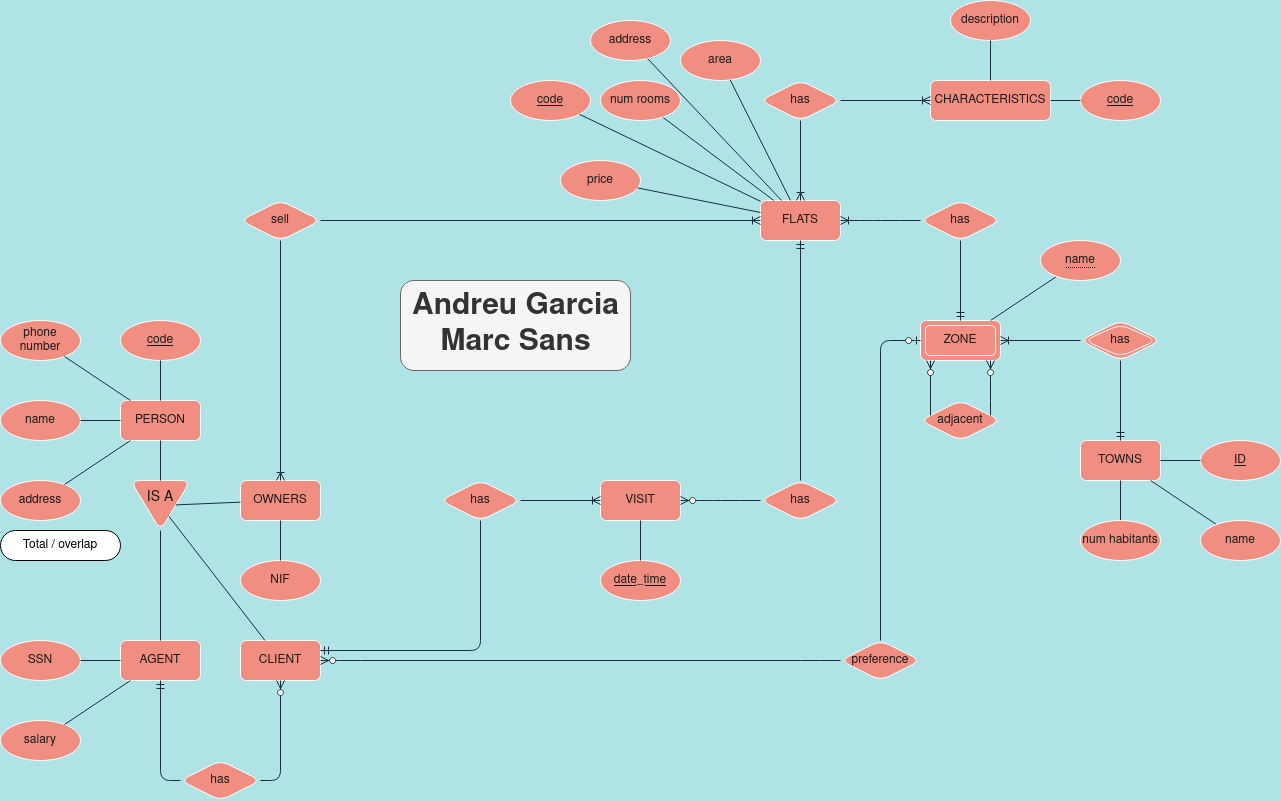 description
address
area
code
num rooms
has
CHARACTERISTICS
code
price
sell
FLATS
has
name
Andreu Garcia
Marc Sans
phone
number
code
ZONE
has
name
PERSON
adjacent
TOWNS
ID
address
IS A
OWNERS
has
VISIT
has
Total / overlap
num habitants
name
NIF
date_time
SSN
AGENT
CLIENT
preference
salary
has